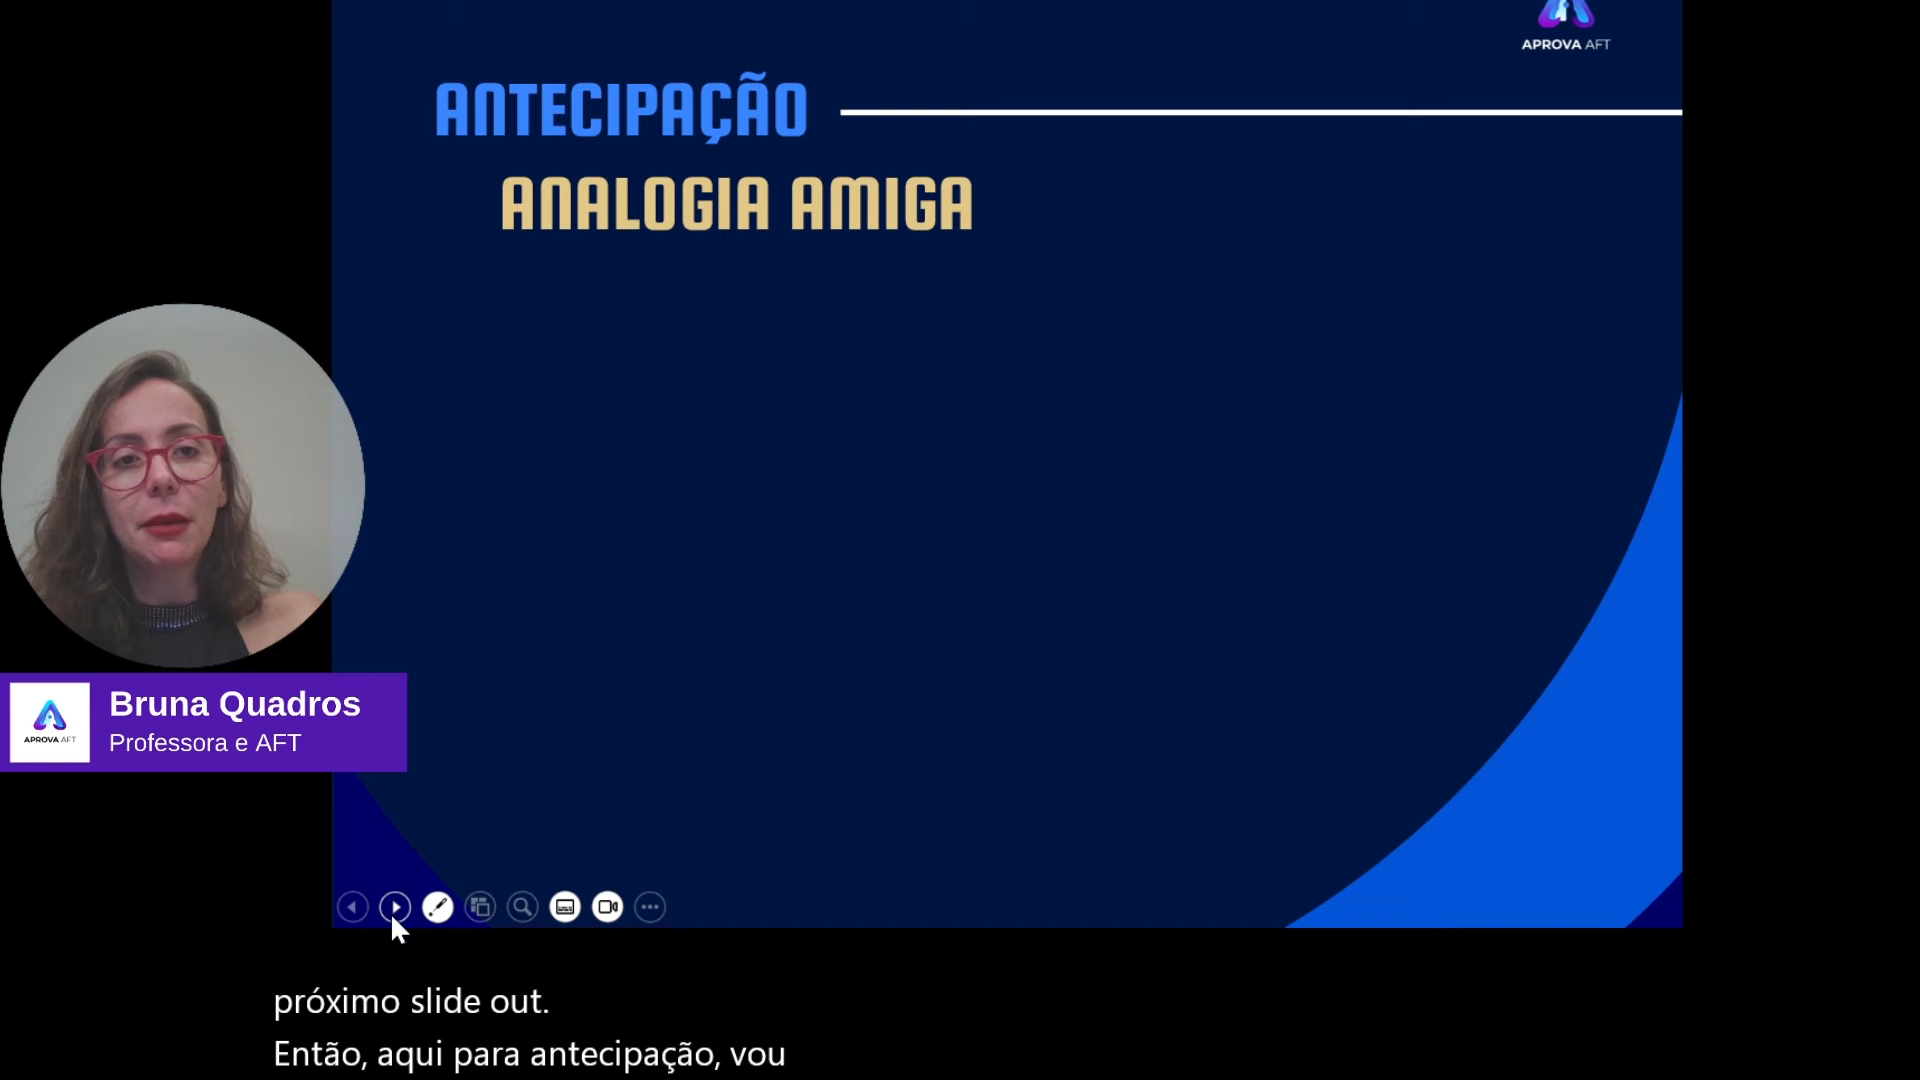 APROVA AFT
ANTECIPAÇÃO
ANALOGIA AMIGA
Bruna Quadros
Professora e AFT
APROVA AFT
próximo slide out.
Então, aqui para antecipação, vou